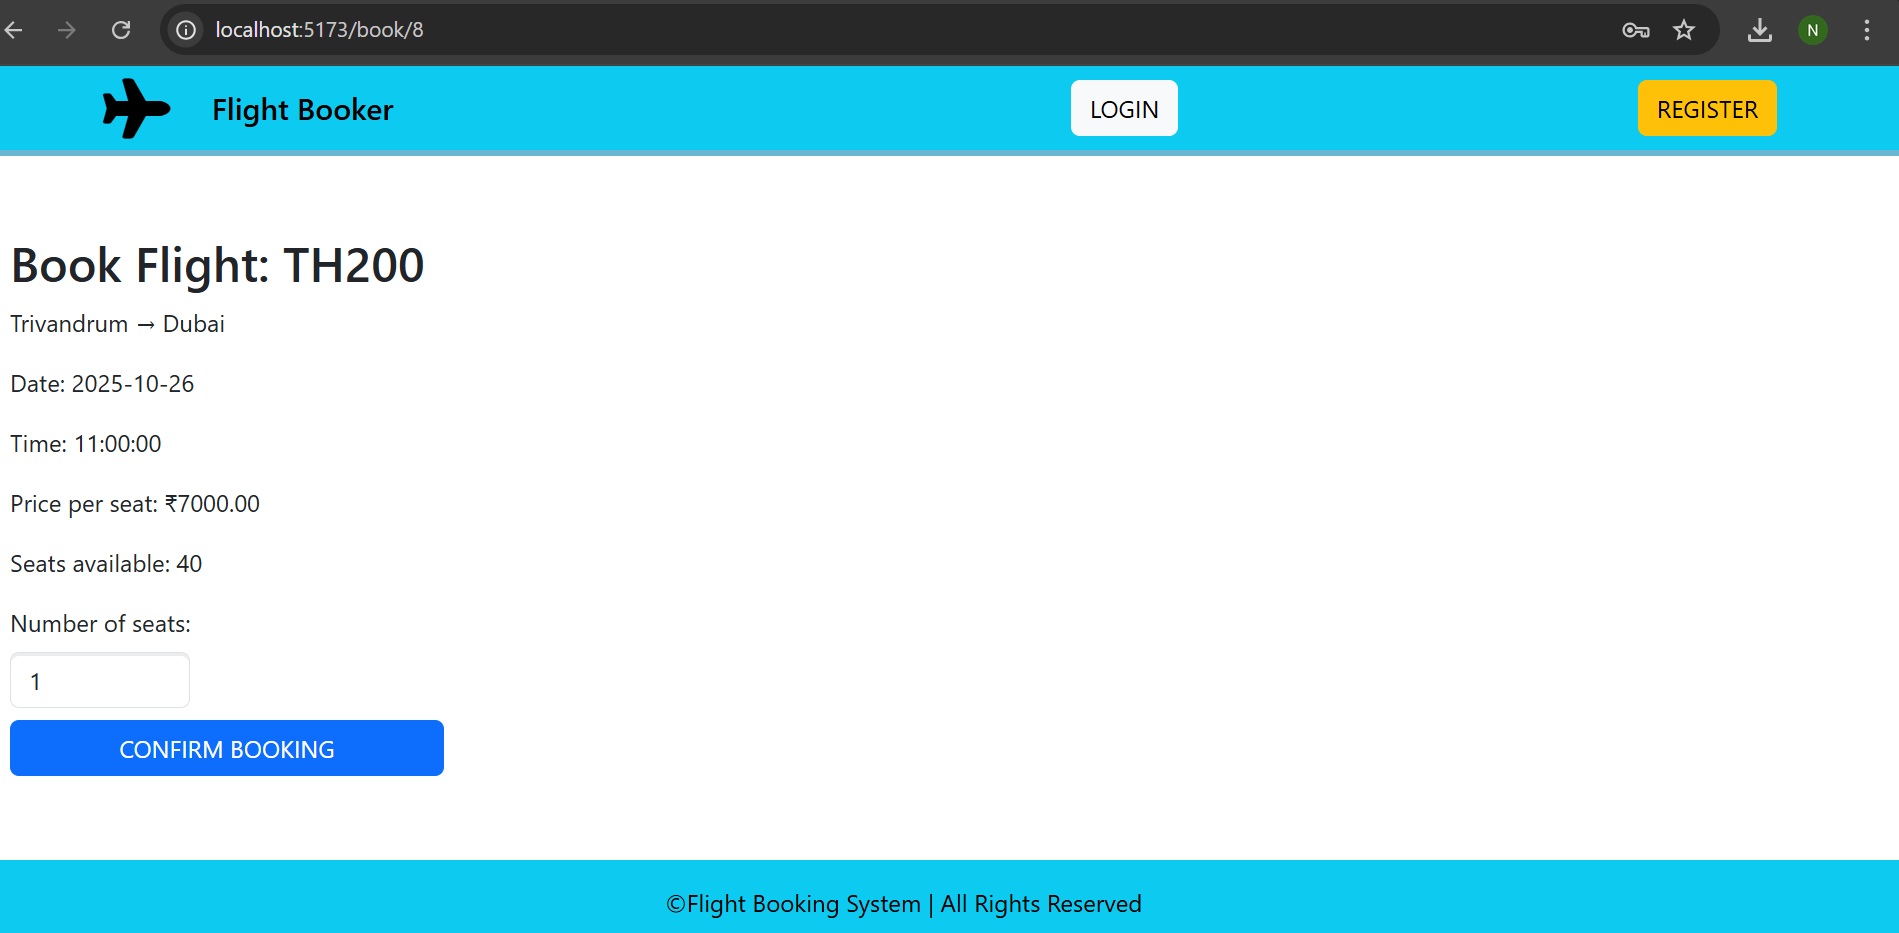 localhost:5173/book/8
N
Flight Booker
LOGIN
REGISTER
Book Flight: TH200
Trivandrum → Dubai
Date: 2025-10-26
Time: 11:00:00
Price per seat: ₹7000.00
Seats available: 40
Number of seats:
1
CONFIRM BOOKING
©Flight Booking System | All Rights Reserved